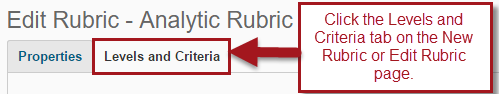 Edit Rubric - Analytic Rubric
Properties
Levels and Criteria
Click the Levels and
Criteria tab on the New
Rubric or Edit Rubric
page.